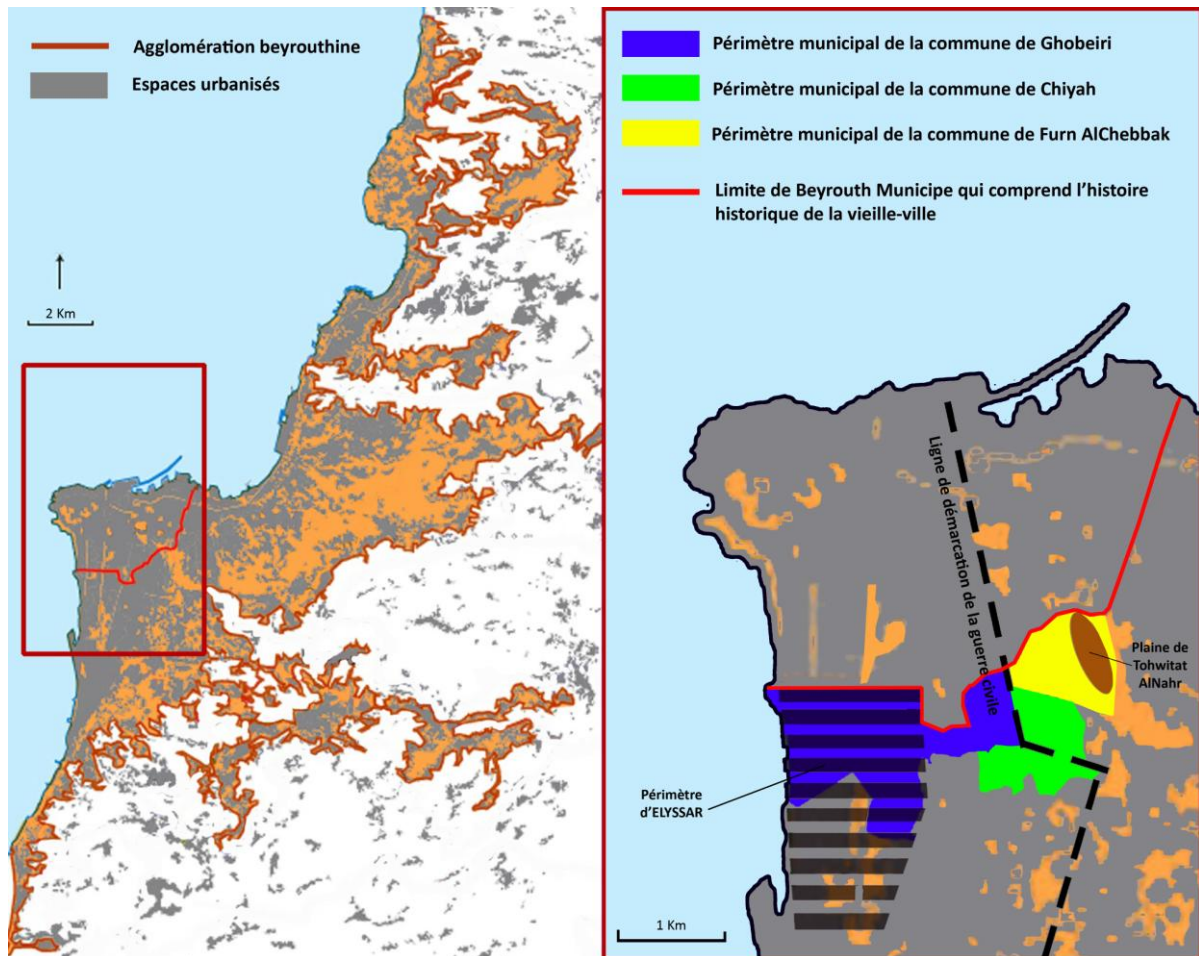 Agglomération beyrouthine
Espaces urbanisés
2 Km
Périmètre municipal de la commune de Ghobeiri
Périmètre municipal de la commune de Chiyah
Périmètre municipal de la commune de Furn AlChebbak
Limite de Beyrouth Municipe qui comprend l'histoire
historique de la vieille-ville
Ligne de démarcation de la guerre civile
Plaine de
Tohwitat
AlNahr
Périmètre
d'ELYSSAR
1 Km